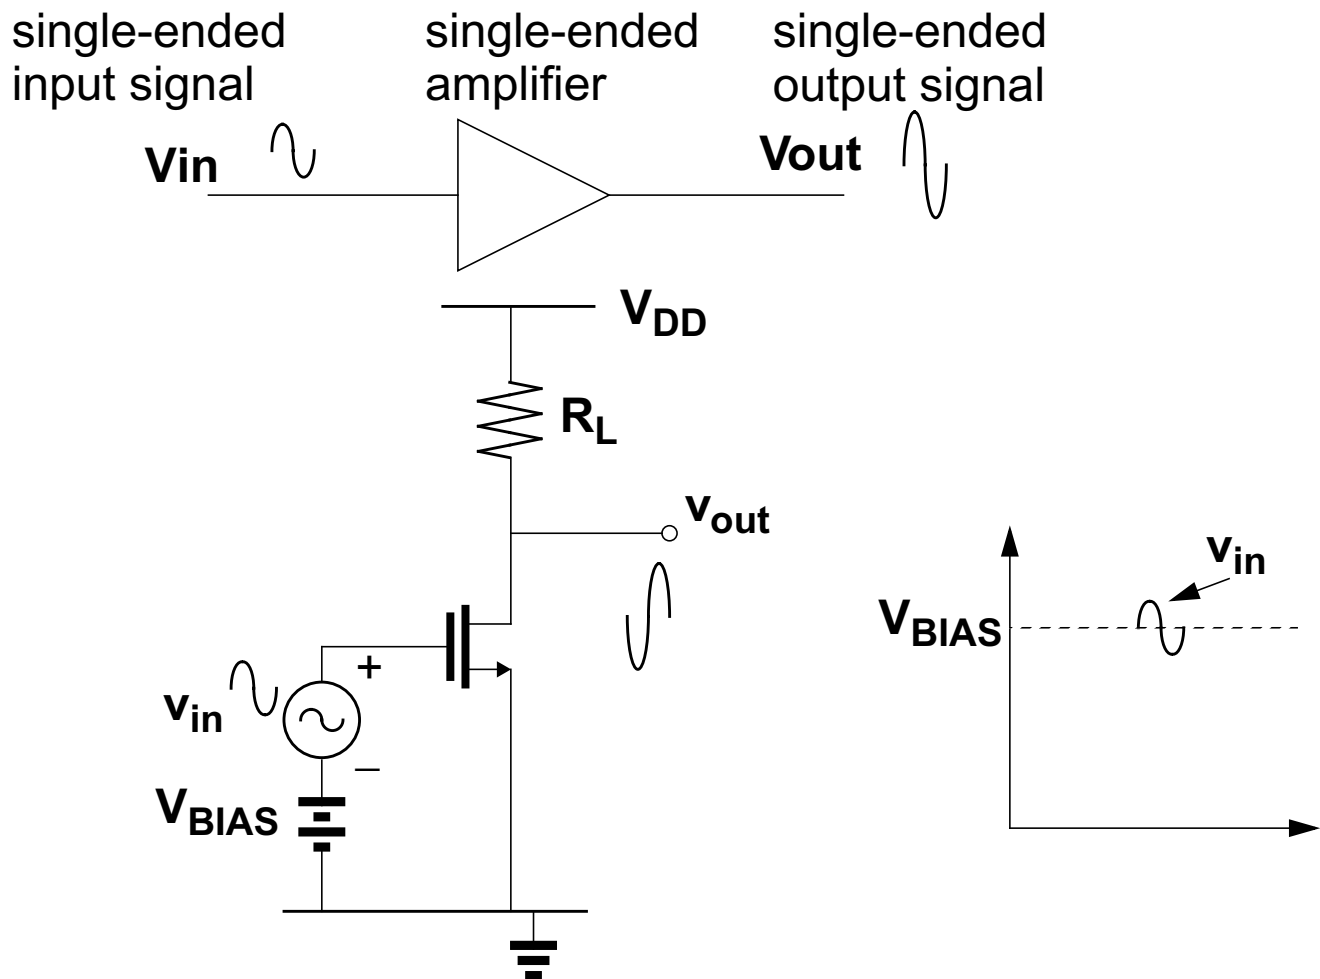 single-ended single-ended single-ended
input signal amplifier output signal
Vin Vout
VDD
RL
vout
vin
VBIAS
+
vin
−
VBIAS